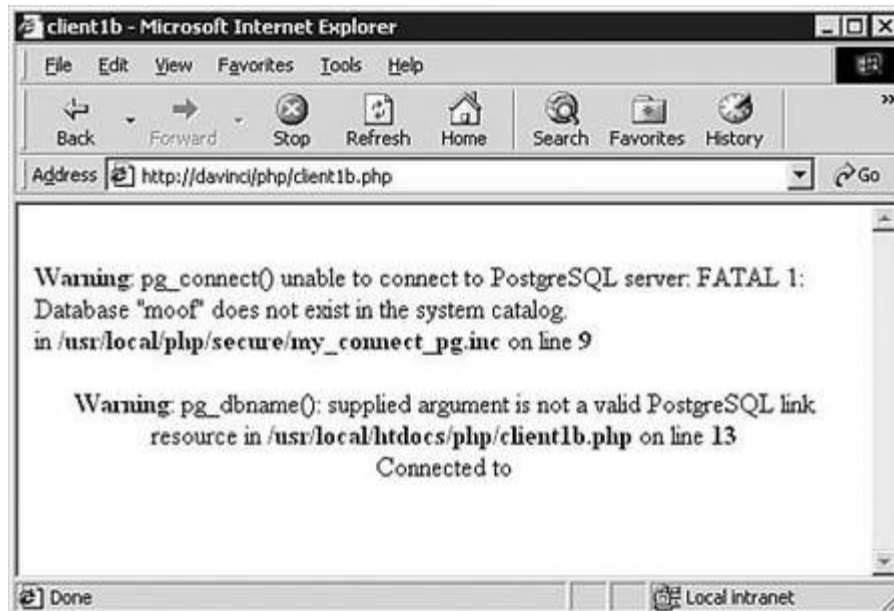 client1b - Microsoft Internet Explorer
File Edit View Favorites Tools Help
Back Forward Stop Refresh Home Search Favorites History »
Address http://davinci/php/client1b.php Go
Warning: pg_connect() unable to connect to PostgreSQL server: FATAL 1:
Database "moof" does not exist in the system catalog.
in /usr/local/php/secure/my_connect_pg.inc on line 9
Warning: pg_dbname(): supplied argument is not a valid PostgreSQL link
resource in /usr/local/htdocs/php/client1b.php on line 13
Connected to
Done Local intranet